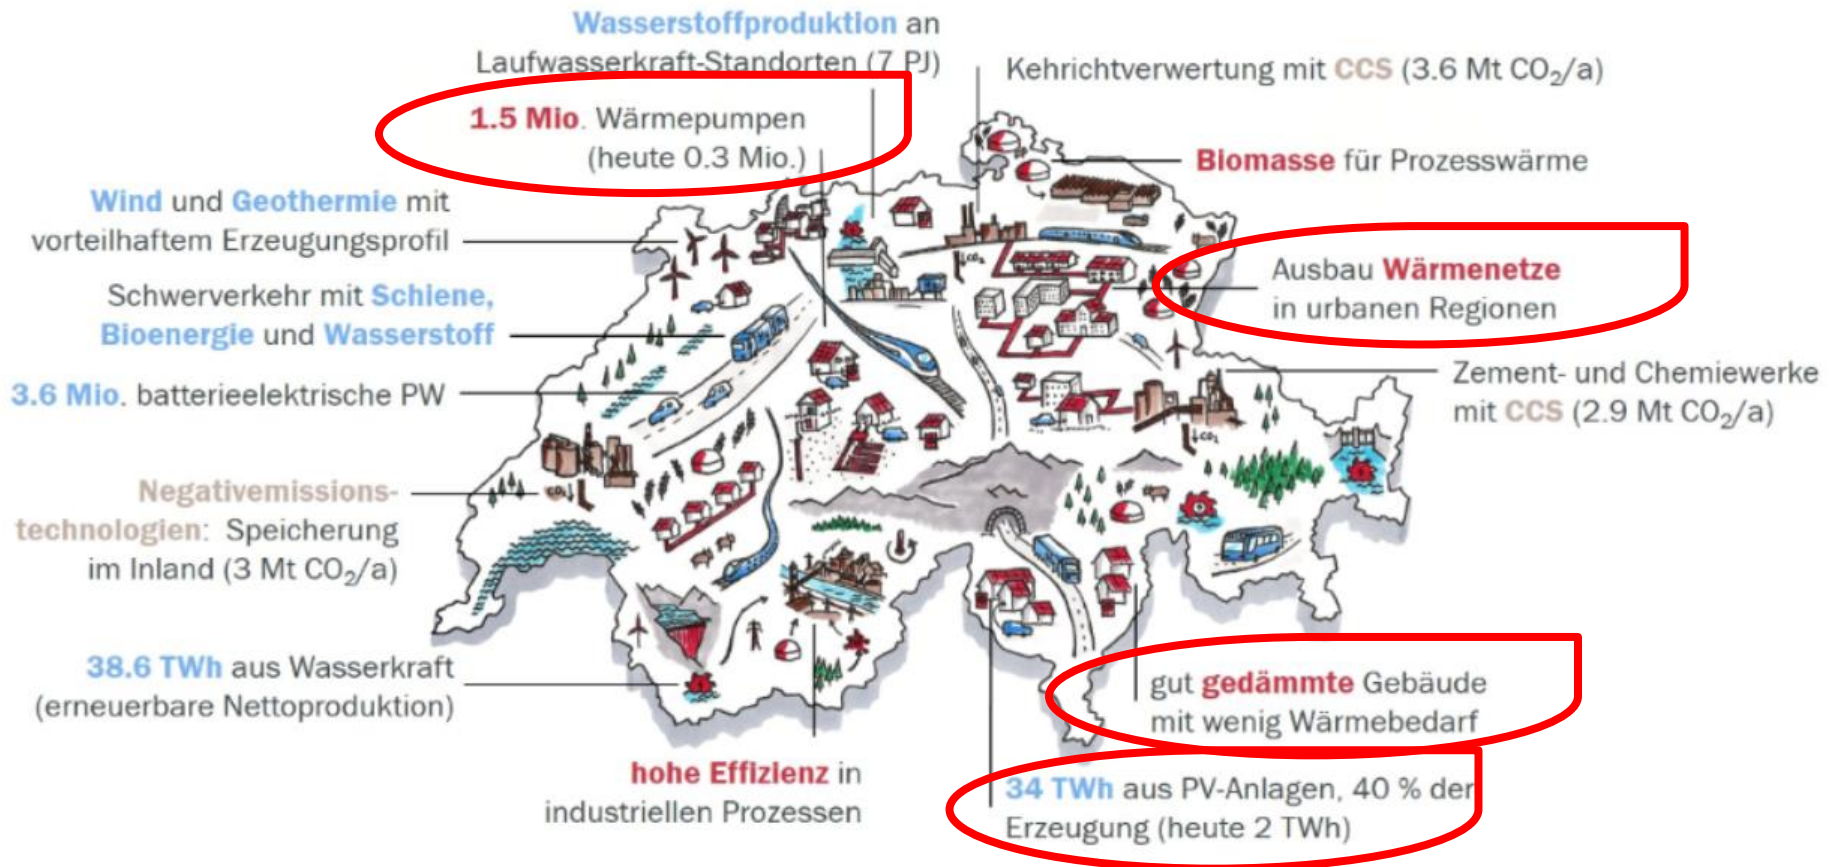 Wasserstoffproduktion an
Laufwasserkraft-Standorten (7 PJ)
Kehrichtverwertung mit CCS (3.6 Mt CO₂/a)
1.5 Mio. Wärmepumpen
(heute 0.3 Mio.)
Biomasse für Prozesswärme
Wind und Geothermie mit
vorteilhaftem Erzeugungsprofil
Ausbau Wärmenetze
in urbanen Regionen
Schwerverkehr mit Schiene,
Bioenergie und Wasserstoff
3.6 Mio. batterieelektrische PW
Zement- und Chemiewerke
mit CCS (2.9 Mt CO₂/a)
Negativemissions-
technologien: Speicherung
im Inland (3 Mt CO₂/a)
38.6 TWh aus Wasserkraft
(erneuerbare Nettoproduktion)
gut gedämmte Gebäude
mit wenig Wärmebedarf
hohe Effizienz in
industriellen Prozessen
34 TWh aus PV-Anlagen, 40 % der
Erzeugung (heute 2 TWh)
CO₂
CO₂
CO₂